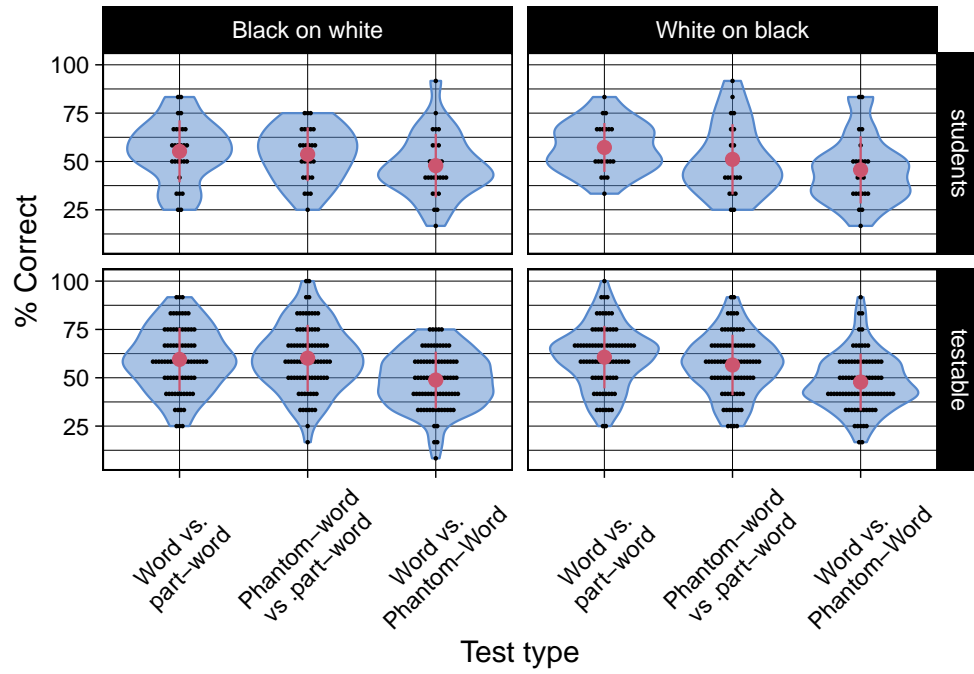 Black on white
White on black
100
75
50
25
students
100
75
50
25
testable
% Correct
Word vs.
part−word
Phantom−word
vs .part−word
Word vs.
Phantom−Word
Word vs.
part−word
Phantom−word
vs .part−word
Word vs.
Phantom−Word
Test type